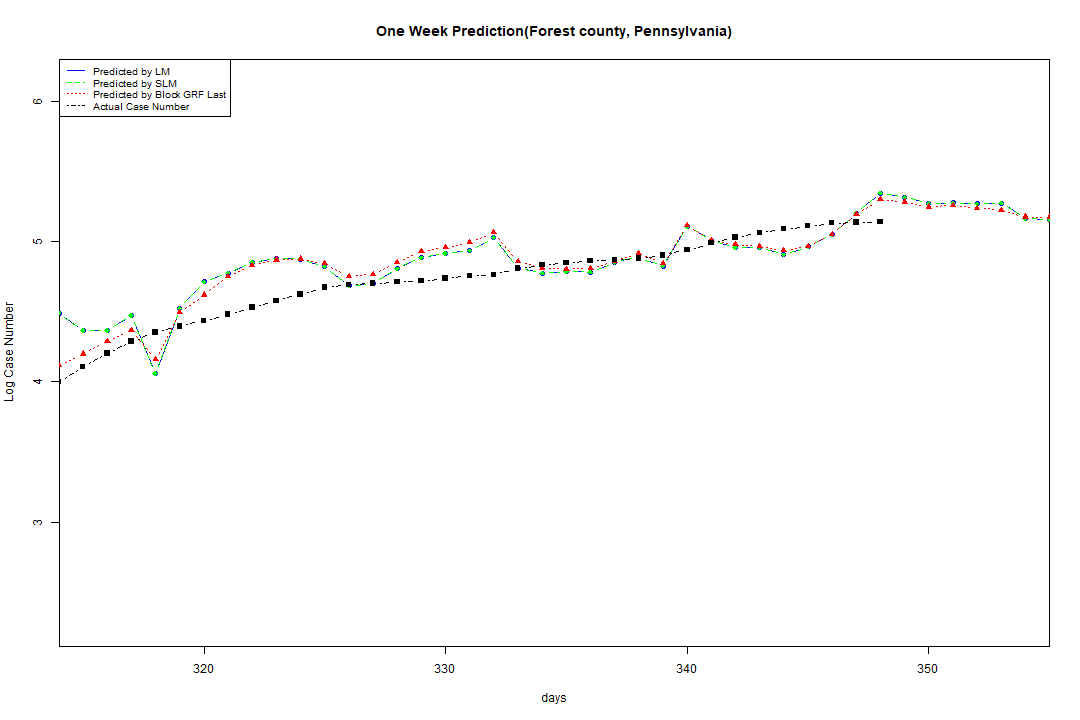 One Week Prediction(Forest county, Pennsylvania)
Predicted by LM
Predicted by SLM
Predicted by Block GRF Last
Actual Case Number
6
5
4
3
Log Case Number
320 330 340 350
days